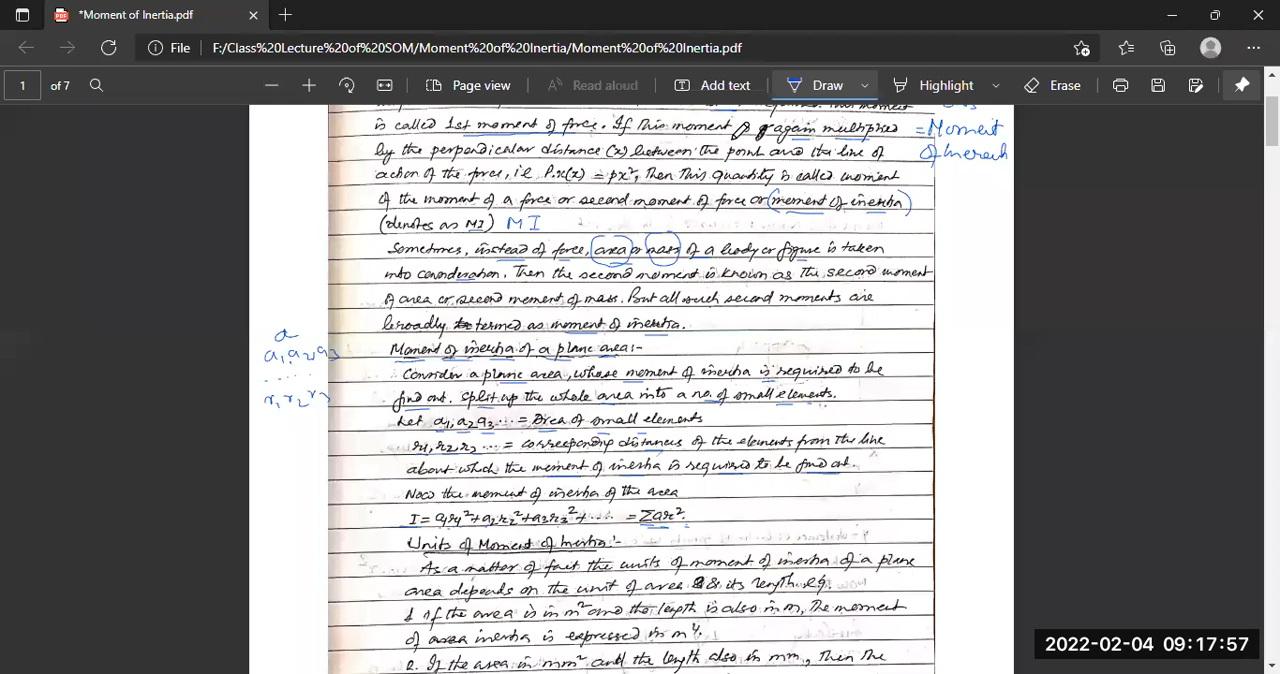 *Moment of Inertia.pdf
File F:/Class%20Lecture%20of%20SOM/Moment%20of%20Inertia/Moment%20of%20Inertia.pdf
1 of 7 Page view Read aloud Add text Draw Highlight Erase
is called 1st moment of force. If this moment is again multiplied = Moment
by the perpendicular distance (x) between the point and the line of
action of the force, i.e P.x(x) = px², then this quantity is called moment
of the moment of a force or second moment of force or (moment of inertia)
(denotes as MI) MI
Sometimes, instead of force, area or mass of a body or figure is taken
into consideration. Then the second moment is known as the second moment
of area or second moment of mass. But all such second moments are
broadly termed as moment of inertia.
a
a1, a2, a3
.....
r1, r2, r3
Moment of inertia of a plane area:-
Consider a plane area, whose moment of inertia is required to be
find out. Split up the whole area into a no. of small elements.
Let a1, a2 a3 ... = Area of small elements
r1, r2, r3 ... = corresponding distances of the elements from the line
about which the moment of inertia is required to be find out.
Now the moment of inertia of the area
I = a1r1² + a2r2² + a3r3² + .... = Σar².
Units of Moment of Inertia:-
As a matter of fact the units of moment of inertia of a plane
area depends on the unit of area & its length. eg.
1 if the area is in m² and the length is also in m, the moment
of area inertia is expressed in m⁴.
2. If the area in mm² and the length also in mm, then the
2022-02-04 09:17:57